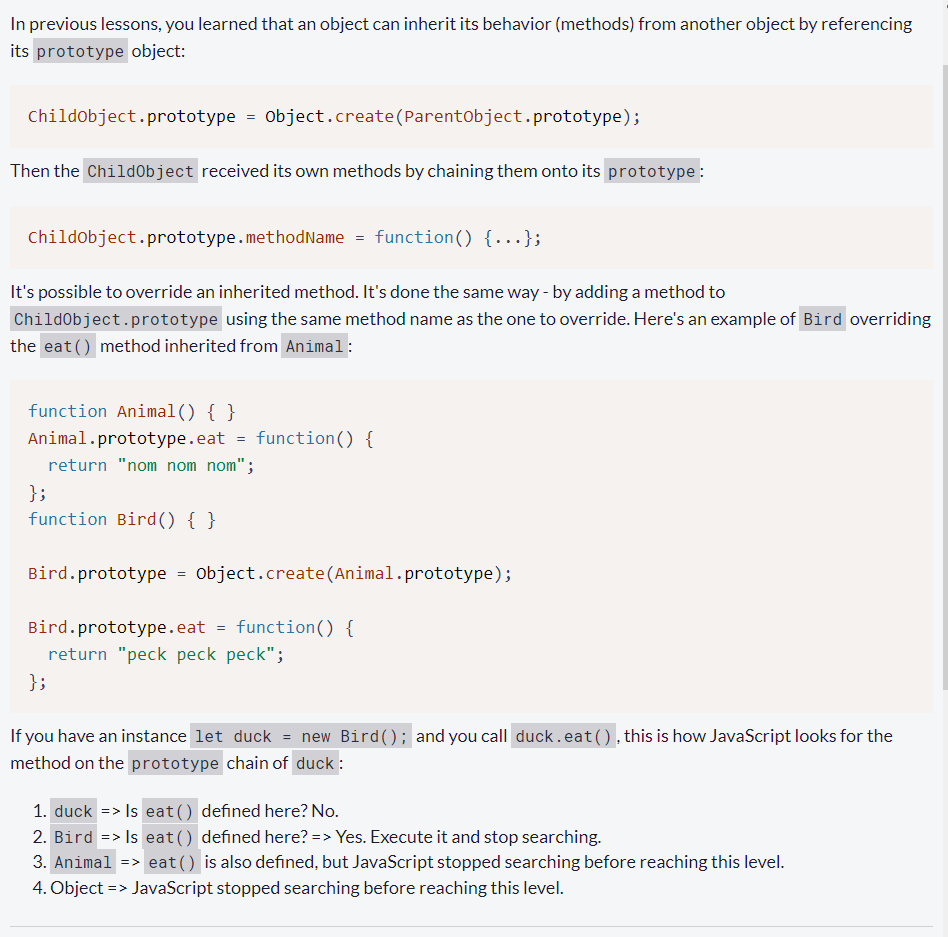 In previous lessons, you learned that an object can inherit its behavior (methods) from another object by referencing
its prototype object:
ChildObject.prototype = Object.create(ParentObject.prototype);
Then the ChildObject received its own methods by chaining them onto its prototype:
ChildObject.prototype.methodName = function() {...};
It's possible to override an inherited method. It's done the same way - by adding a method to
ChildObject.prototype using the same method name as the one to override. Here's an example of Bird overriding
the eat() method inherited from Animal:
function Animal() { }
Animal.prototype.eat = function() {
  return "nom nom nom";
};
function Bird() { }
Bird.prototype = Object.create(Animal.prototype);
Bird.prototype.eat = function() {
  return "peck peck peck";
};
If you have an instance let duck = new Bird(); and you call duck.eat(), this is how JavaScript looks for the
method on the prototype chain of duck:
1. duck => Is eat() defined here? No.
2. Bird => Is eat() defined here? => Yes. Execute it and stop searching.
3. Animal => eat() is also defined, but JavaScript stopped searching before reaching this level.
4. Object => JavaScript stopped searching before reaching this level.